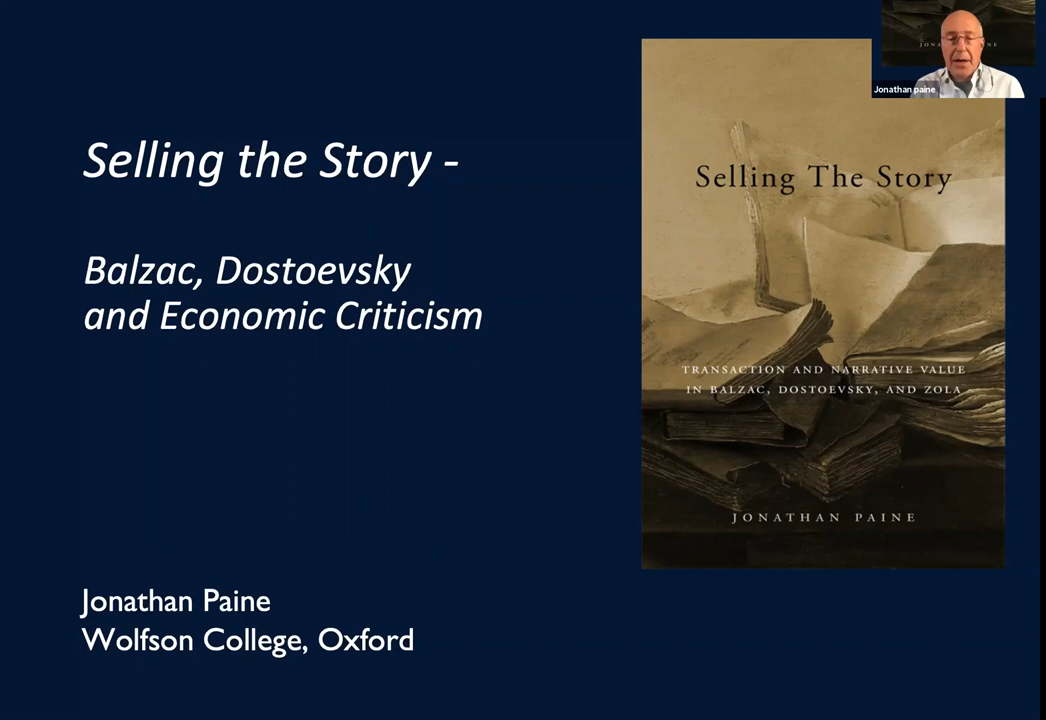 Selling the Story -
Balzac, Dostoevsky
and Economic Criticism
Jonathan Paine
Wolfson College, Oxford
Selling The Story
TRANSACTION AND NARRATIVE VALUE
IN BALZAC, DOSTOEVSKY, AND ZOLA
JONATHAN PAINE
Jonathan paine